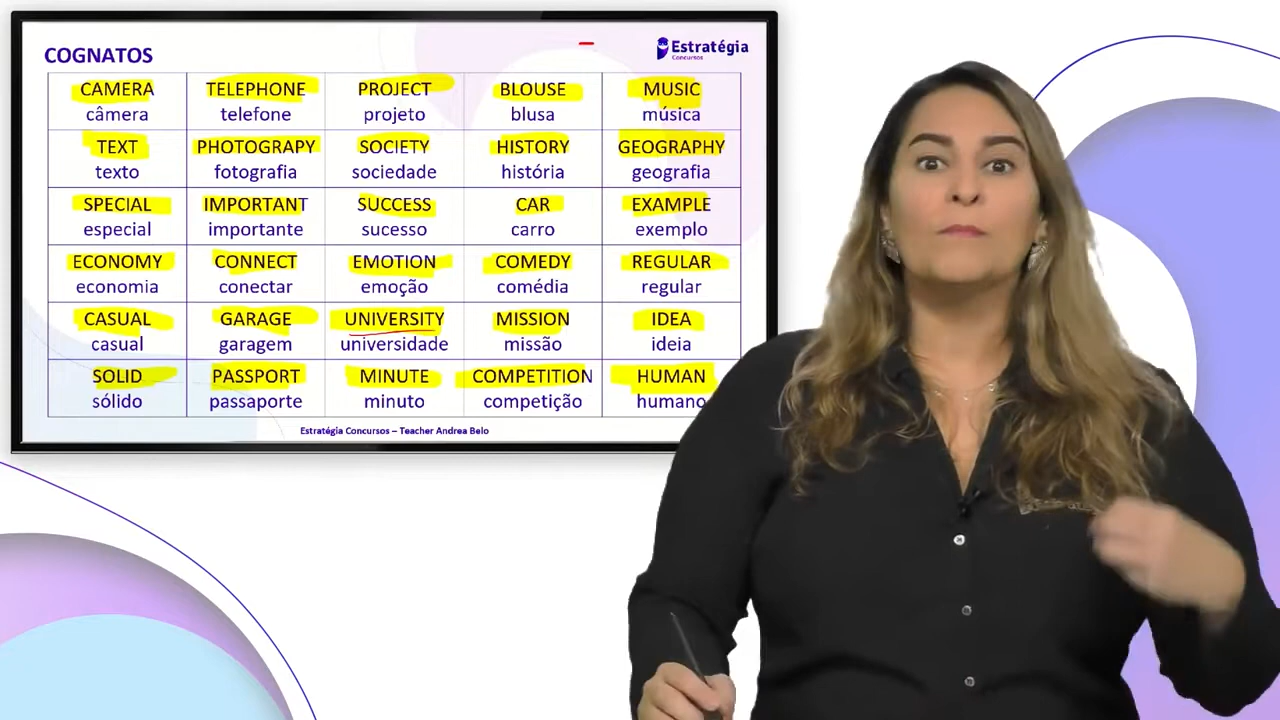 COGNATOS
Estratégia
Concursos
CAMERA TELEPHONE PROJECT BLOUSE MUSIC
câmera telefone projeto blusa música
TEXT PHOTOGRAPY SOCIETY HISTORY GEOGRAPHY
texto fotografia sociedade história geografia
SPECIAL IMPORTANT SUCCESS CAR EXAMPLE
especial importante sucesso carro exemplo
ECONOMY CONNECT EMOTION COMEDY REGULAR
economia conectar emoção comédia regular
CASUAL GARAGE UNIVERSITY MISSION IDEA
casual garagem universidade missão ideia
SOLID PASSPORT MINUTE COMPETITION HUMAN
sólido passaporte minuto competição humano
Estratégia Concursos – Teacher Andrea Belo